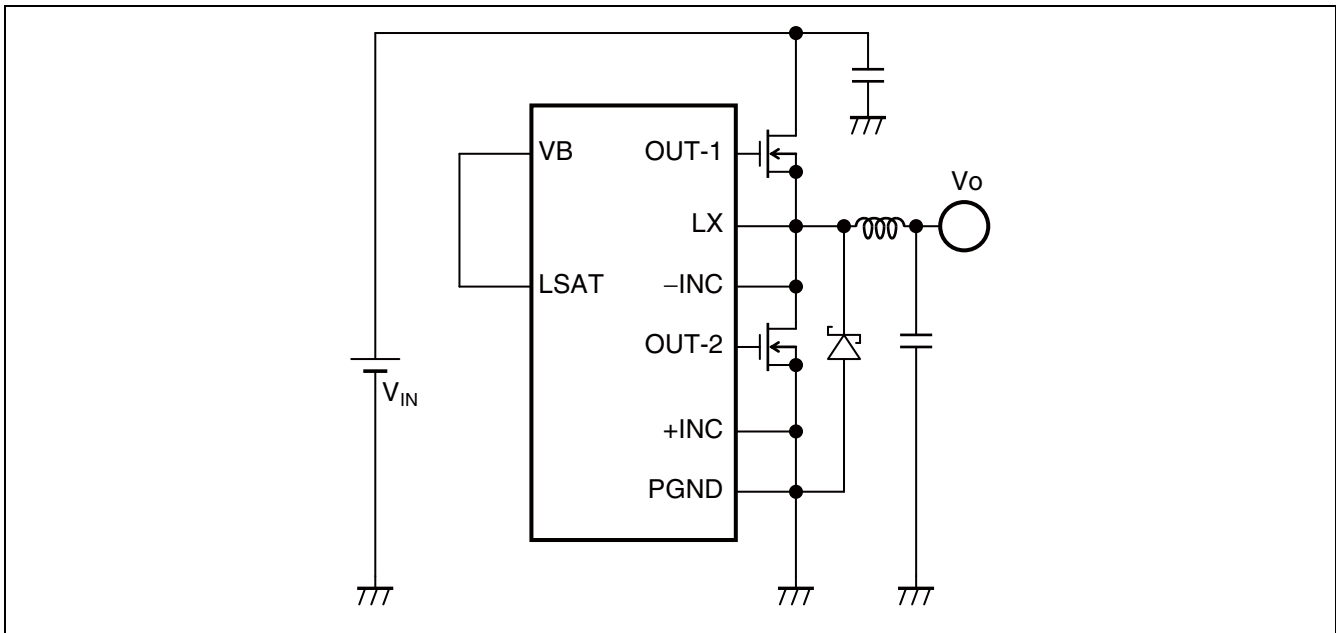 VB
OUT-1
Vo
LX
LSAT
−INC
OUT-2
VIN
+INC
PGND